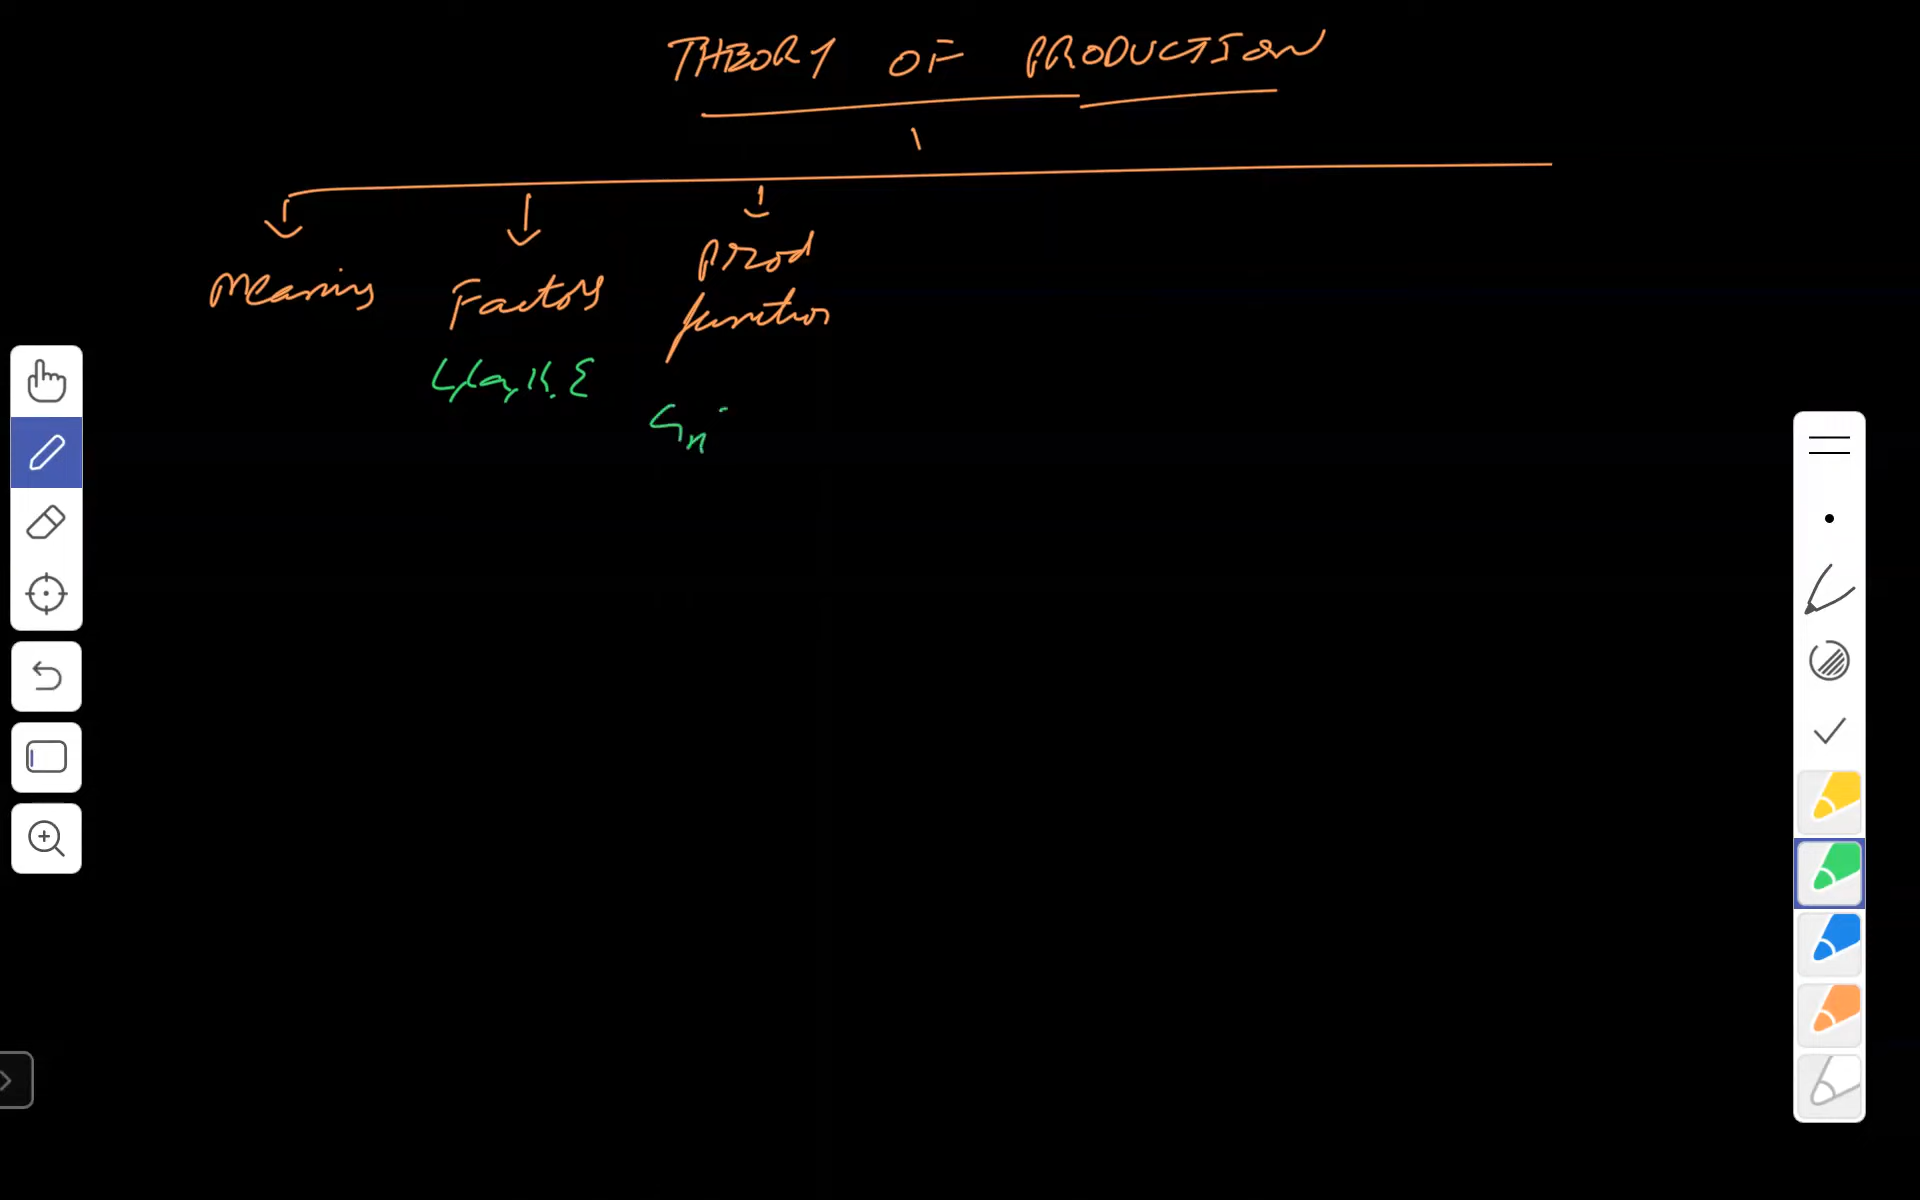 THEORY OF PRODUCTION
Meaning
Factors
Prod
function
L, La, K, E